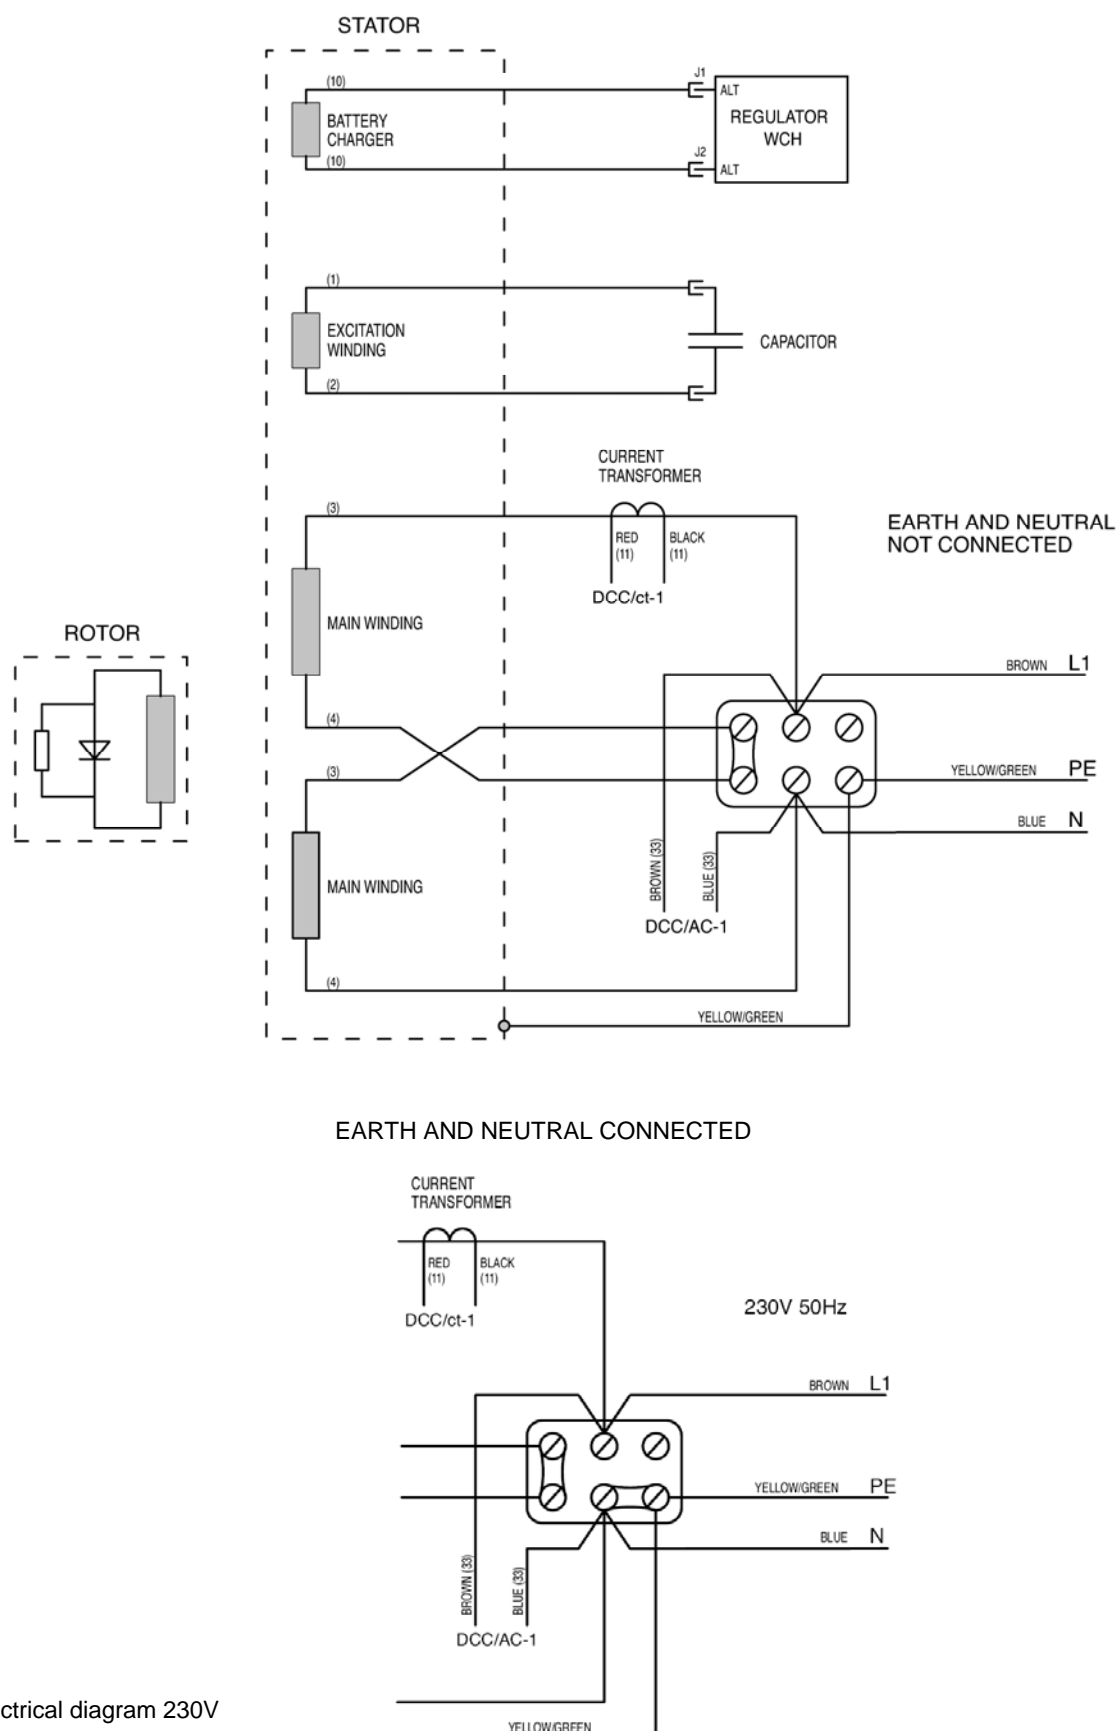 STATOR
(10)
J1
ALT
REGULATOR
WCH
BATTERY
CHARGER
(10)
J2
ALT
(1)
EXCITATION
WINDING
CAPACITOR
(2)
CURRENT
TRANSFORMER
(3)
RED
(11)
BLACK
(11)
DCC/ct-1
EARTH AND NEUTRAL
NOT CONNECTED
MAIN WINDING
ROTOR
BROWN L1
(4)
(3)
YELLOW/GREEN PE
BLUE N
BROWN (33)
BLUE (33)
MAIN WINDING
DCC/AC-1
(4)
YELLOW/GREEN
EARTH AND NEUTRAL CONNECTED
CURRENT
TRANSFORMER
RED
(11)
BLACK
(11)
DCC/ct-1
230V 50Hz
BROWN L1
YELLOW/GREEN PE
BLUE N
BROWN (33)
BLUE (33)
DCC/AC-1
ctrical diagram 230V
YELLOW/GREEN